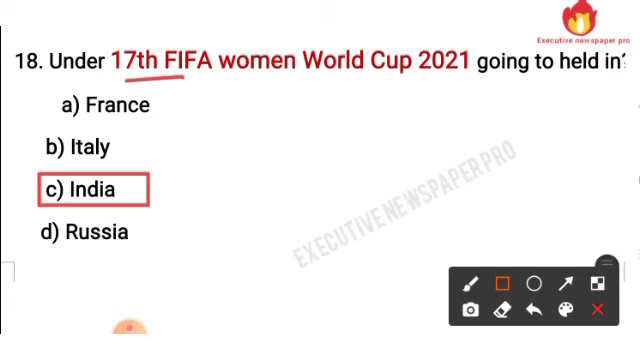 Executive newspaper pro
18. Under 17th FIFA women World Cup 2021 going to held in?
a) France
b) Italy
c) India
d) Russia
EXECUTIVE NEWSPAPER PRO